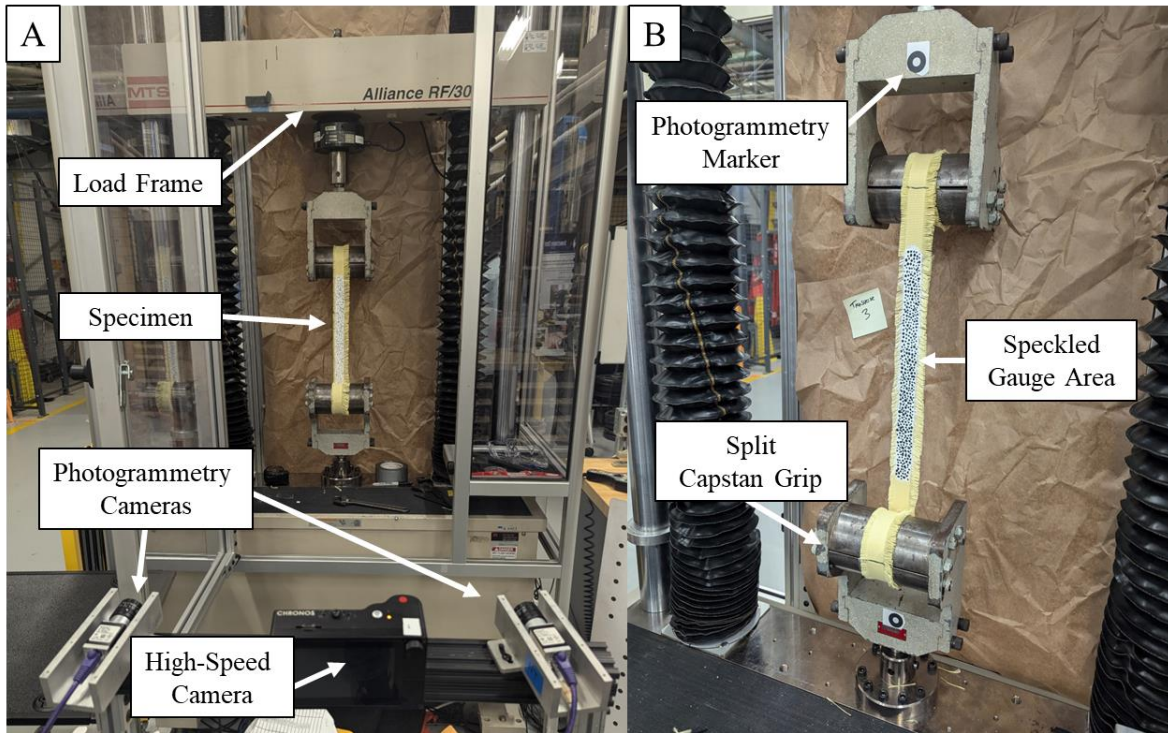 A
MTS
Alliance RF/30
Load Frame
Specimen
Photogrammetry
Cameras
CHRONOS
High-Speed
Camera
B
Photogrammetry
Marker
3
Speckled
Gauge Area
Split
Capstan Grip